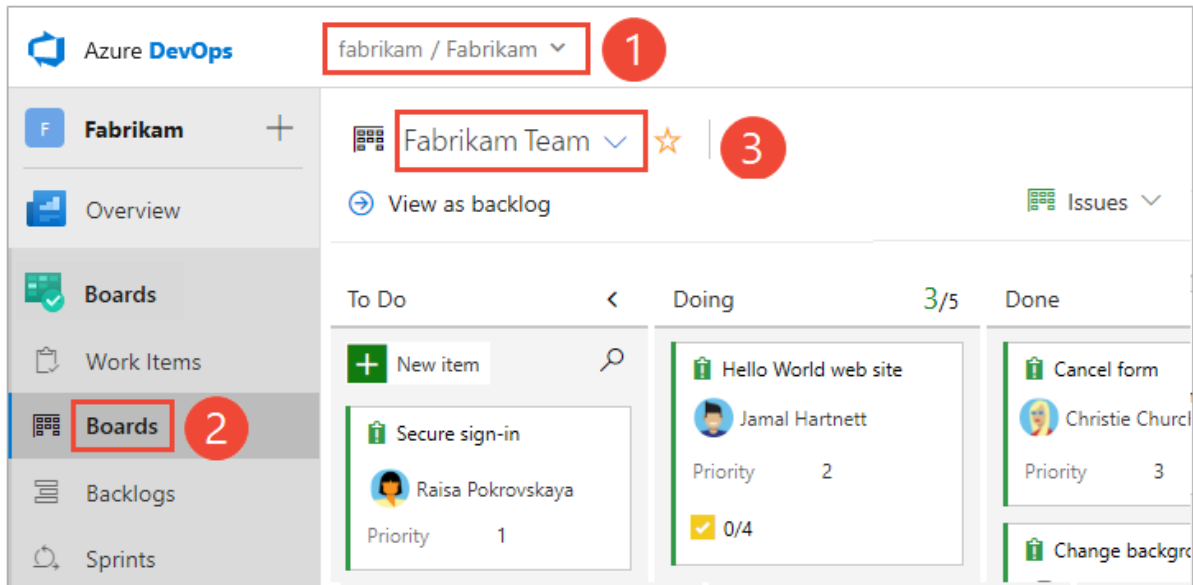 Azure DevOps
fabrikam / Fabrikam
1
F
Fabrikam
Fabrikam Team
3
Overview
View as backlog
Issues
Boards
To Do
Doing
3/5
Done
Work Items
New item
Hello World web site
Cancel form
Boards
2
Secure sign-in
Jamal Hartnett
Christie
Raisa Pokrovskaya
Priority 2
Priority 3
Backlogs
Priority 1
0/4
Sprints
Change